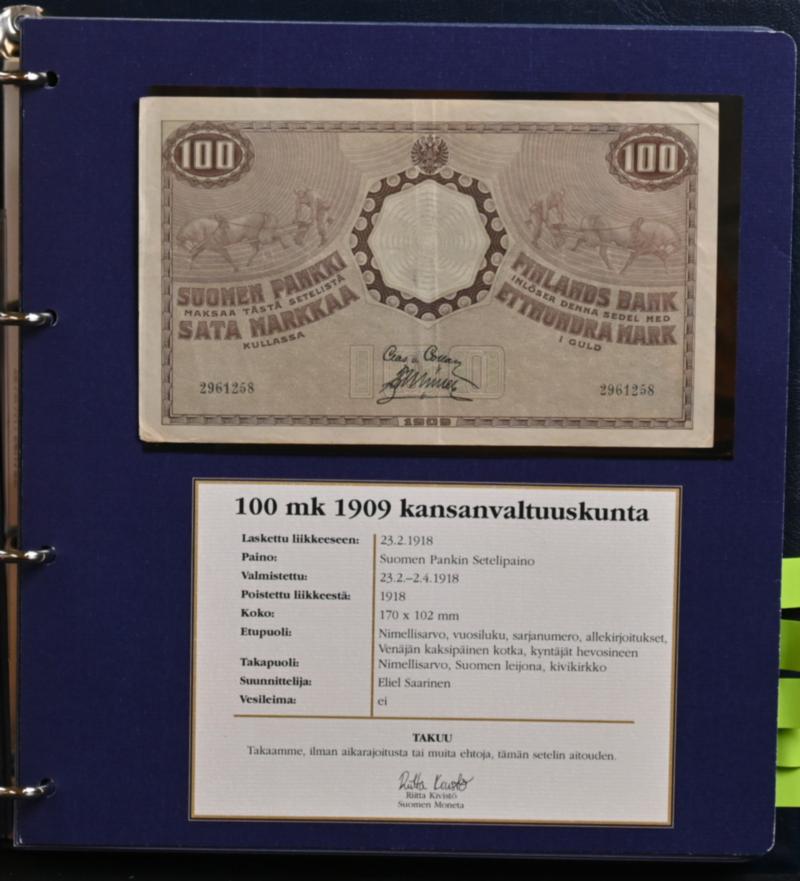 100 100
SUOMEN PANKKI FINLANDS BANK
MAKSAA TÄSTÄ SETELISTÄ INLÖSER DENNA SEDEL MED
SATA MARKKAA ETTHUNDRA MARK
KULLASSA I GULD
2961258 2961258
1909
100 mk 1909 kansanvaltuuskunta
Laskettu liikkeeseen: 23.2.1918
Paino: Suomen Pankin Setelipaino
Valmistettu: 23.2.–2.4.1918
Poistettu liikkeestä: 1918
Koko: 170 x 102 mm
Etupuoli: Nimellisarvo, vuosiluku, sarjanumero, allekirjoitukset,
Venäjän kaksipäinen kotka, kyntäjät hevosineen
Takapuoli: Nimellisarvo, Suomen leijona, kivikirkko
Suunnittelija: Eliel Saarinen
Vesileima: ei
TAKUU
Takaamme, ilman aikarajoitusta tai muita ehtoja, tämän setelin aitouden.
Riitta Kivistö
Riitta Kivistö
Suomen Moneta